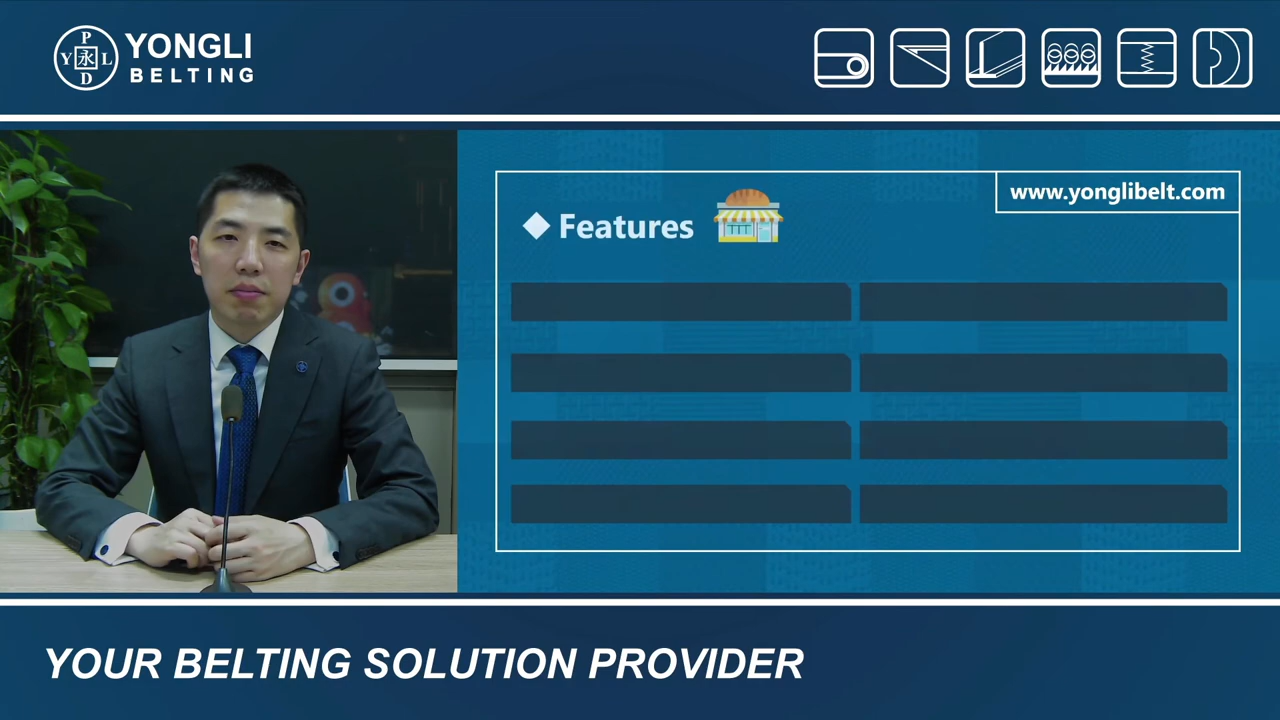 P
Y 永 L
D
YONGLI
BELTING
www.yonglibelt.com
Features
YOUR BELTING SOLUTION PROVIDER